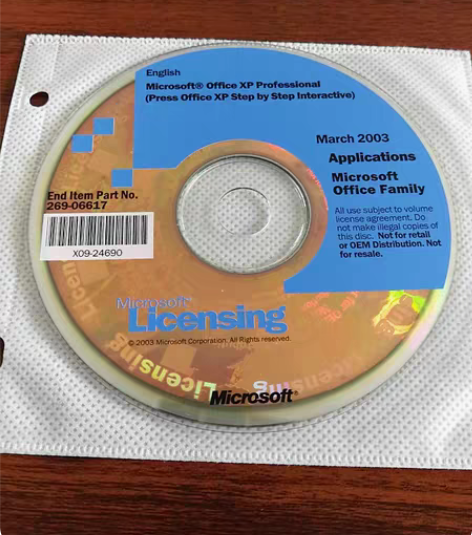 English
Microsoft® Office XP Professional
(Press Office XP Step by Step Interactive)
March 2003
Applications
Microsoft
Office Family
All use subject to volume
license agreement. Do
not make illegal copies of
this disc. Not for retail
or OEM Distribution. Not
for resale.
End Item Part No.
269-06617
X09-24690
Microsoft®
Licensing
© 2003 Microsoft Corporation. All Rights reserved.
Licensing
Licensing
Microsoft®